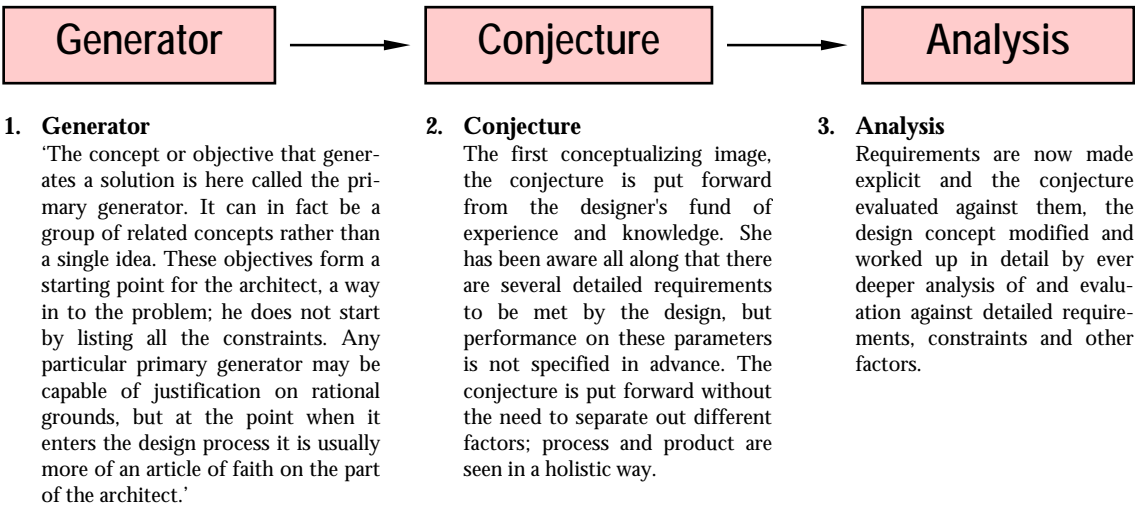 Generator
Conjecture
Analysis
1. Generator
‘The concept or objective that gener-
ates a solution is here called the pri-
mary generator. It can in fact be a
group of related concepts rather than
a single idea. These objectives form a
starting point for the architect, a way
in to the problem; he does not start
by listing all the constraints. Any
particular primary generator may be
capable of justification on rational
grounds, but at the point when it
enters the design process it is usually
more of an article of faith on the part
of the architect.’
2. Conjecture
The first conceptualizing image,
the conjecture is put forward
from the designer's fund of
experience and knowledge. She
has been aware all along that there
are several detailed requirements
to be met by the design, but
performance on these parameters
is not specified in advance. The
conjecture is put forward without
the need to separate out different
factors; process and product are
seen in a holistic way.
3. Analysis
Requirements are now made
explicit and the conjecture
evaluated against them, the
design concept modified and
worked up in detail by ever
deeper analysis of and evalu-
ation against detailed require-
ments, constraints and other
factors.